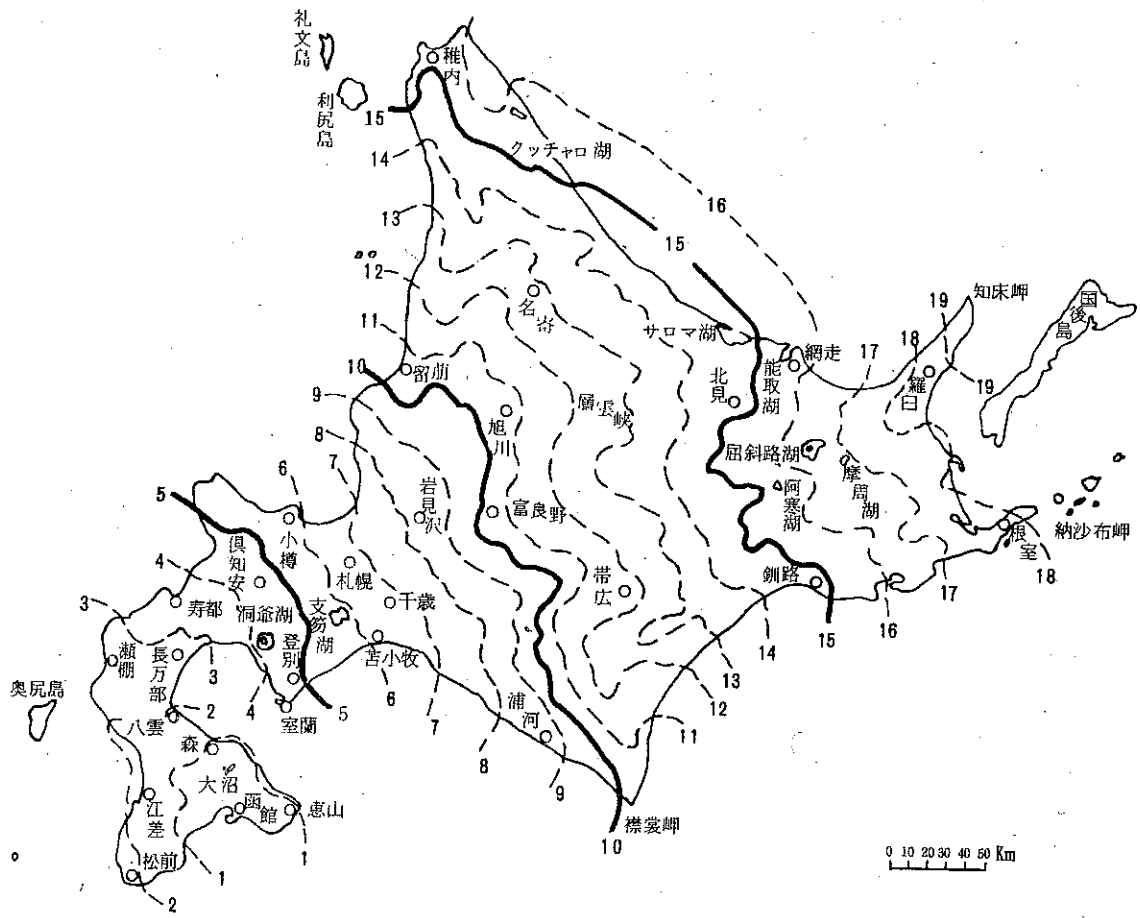 礼文島
利尻島
稚内
15
クッチャロ湖
14
16
13
15
12
名寄
知床岬
国後島
11
サロマ湖
能取湖
網走
17
18
19
羅臼
19
10
留萌
北見
9
旭川
層雲峡
8
屈斜路湖
摩周湖
阿寒湖
7
6
岩見沢
富良野
5
小樽
納沙布岬
根室
倶知安
札幌
帯広
釧路
4
17
18
3
寿都
洞爺湖
支笏湖
千歳
16
15
14
瀬棚
長万部
3
登別
苫小牧
6
13
奥尻島
2
4
室蘭
5
7
浦河
12
八雲
森
8
11
大沼
9
江差
函館
恵山
襟裳岬
10
1
松前
1
2
0 10 20 30 40 50 Km